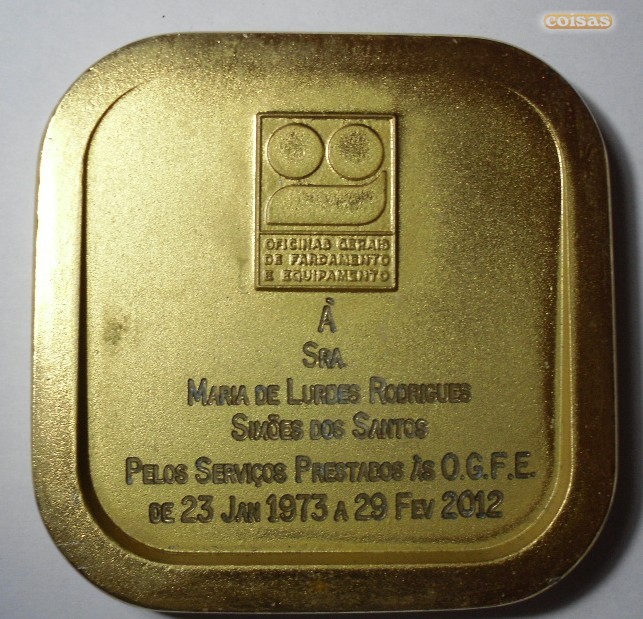 coisas
OFICINAS GERAIS
DE FARDAMENTO
E EQUIPAMENTO
À
SRA.
MARIA DE LURDES RODRIGUES
SIMÕES DOS SANTOS
PELOS SERVIÇOS PRESTADOS ÀS O.G.F.E.
DE 23 JAN 1973 A 29 FEV 2012